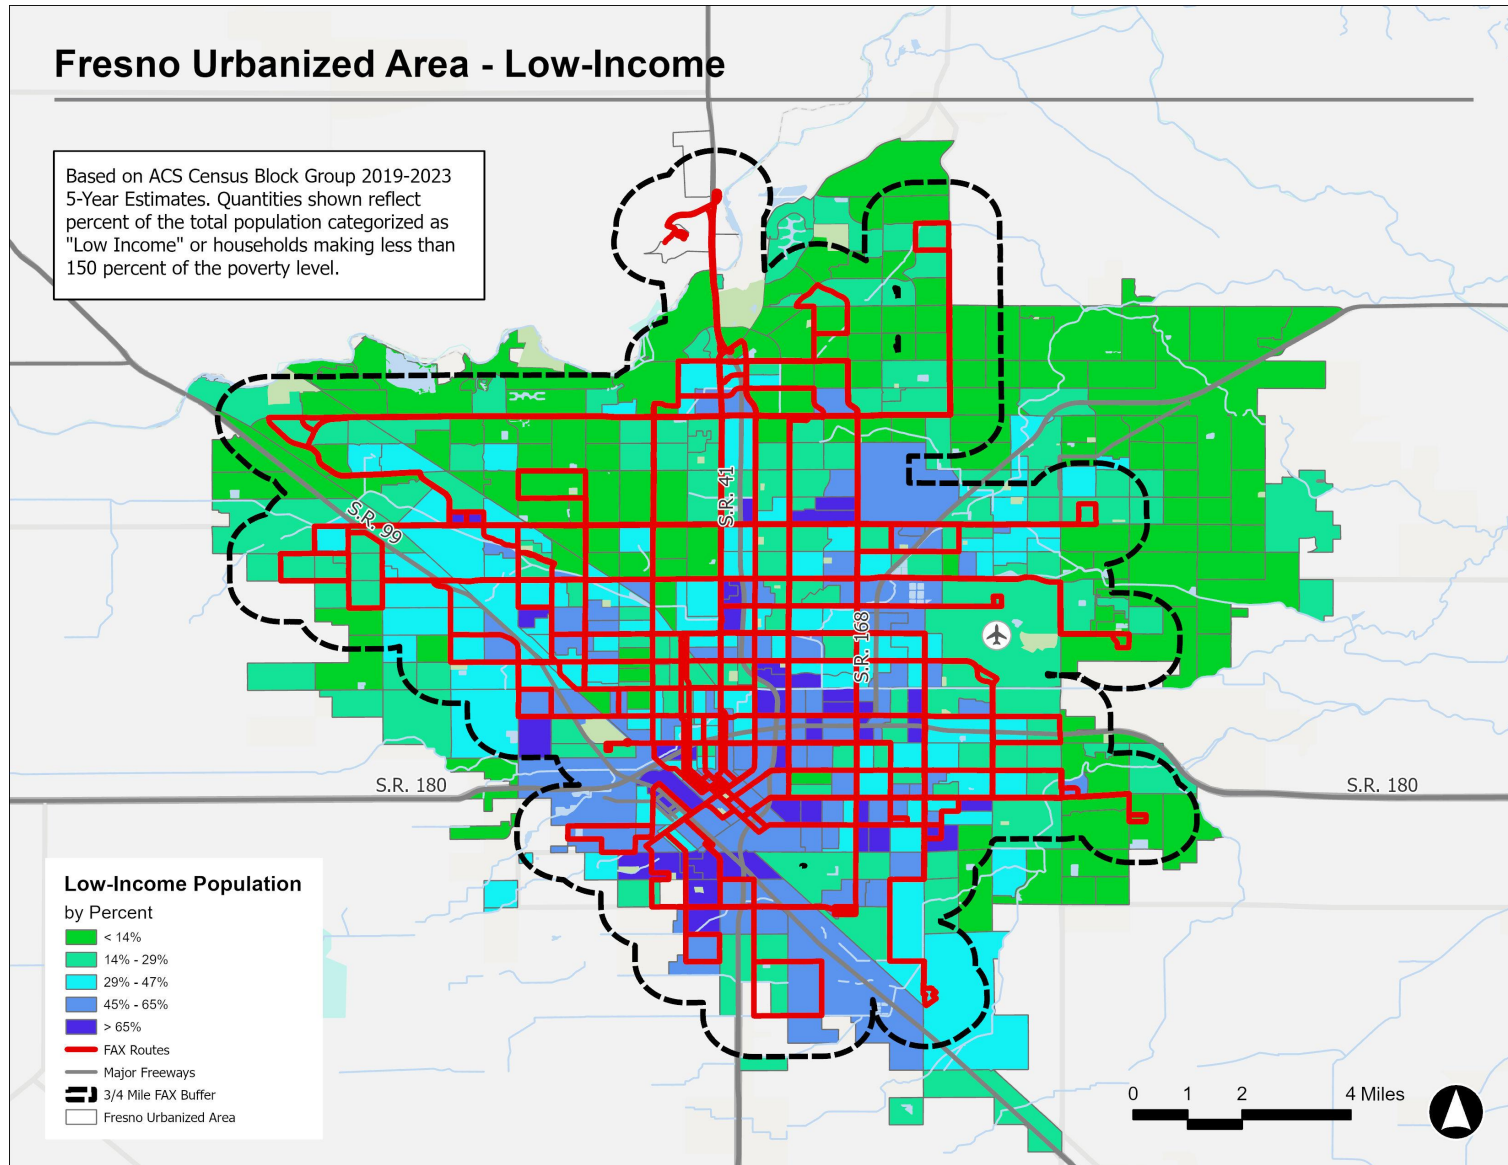 Fresno Urbanized Area - Low-Income
Based on ACS Census Block Group 2019-2023
5-Year Estimates. Quantities shown reflect
percent of the total population categorized as
"Low Income" or households making less than
150 percent of the poverty level.
S.R. 41
S.R. 99
S.R. 168
S.R. 180
S.R. 180
Low-Income Population
by Percent
< 14%
14% - 29%
29% - 47%
45% - 65%
> 65%
FAX Routes
Major Freeways
3/4 Mile FAX Buffer
Fresno Urbanized Area
0 1 2 4 Miles